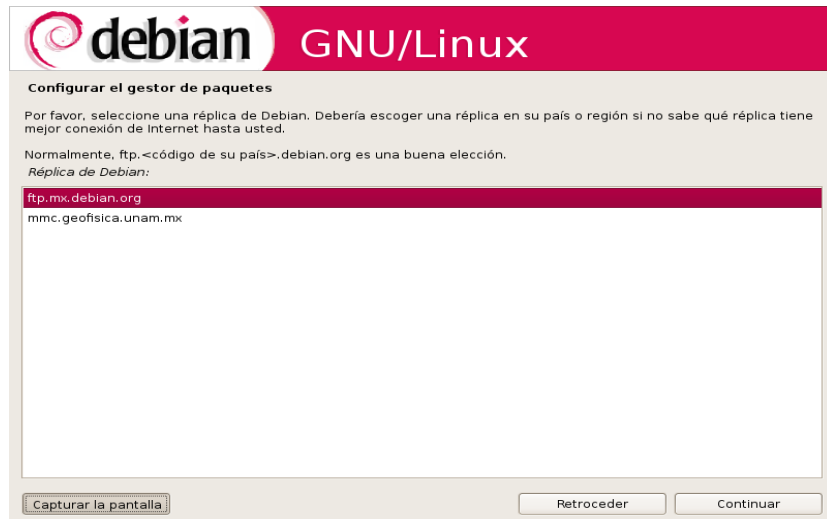 debian GNU/Linux
Configurar el gestor de paquetes
Por favor, seleccione una réplica de Debian. Debería escoger una réplica en su país o región si no sabe qué réplica tiene
mejor conexión de Internet hasta usted.
Normalmente, ftp.<código de su país>.debian.org es una buena elección.
Réplica de Debian:
ftp.mx.debian.org
mmc.geofisica.unam.mx
Capturar la pantalla Retroceder Continuar